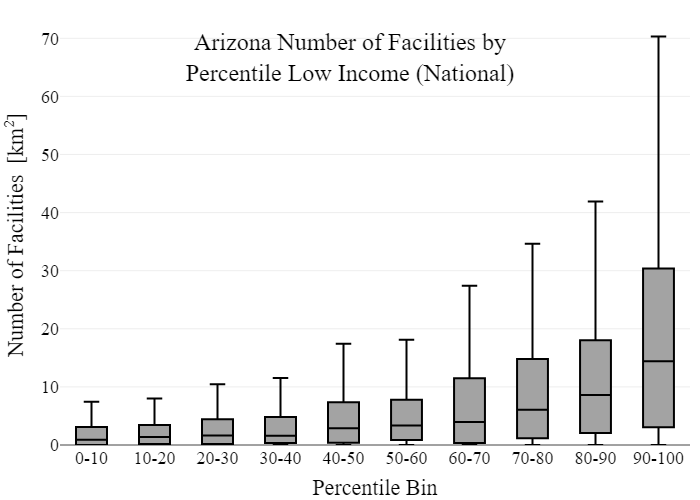 Arizona Number of Facilities by
Percentile Low Income (National)
Number of Facilities [km²]
70
60
50
40
30
20
10
0
0-10 10-20 20-30 30-40 40-50 50-60 60-70 70-80 80-90 90-100
Percentile Bin